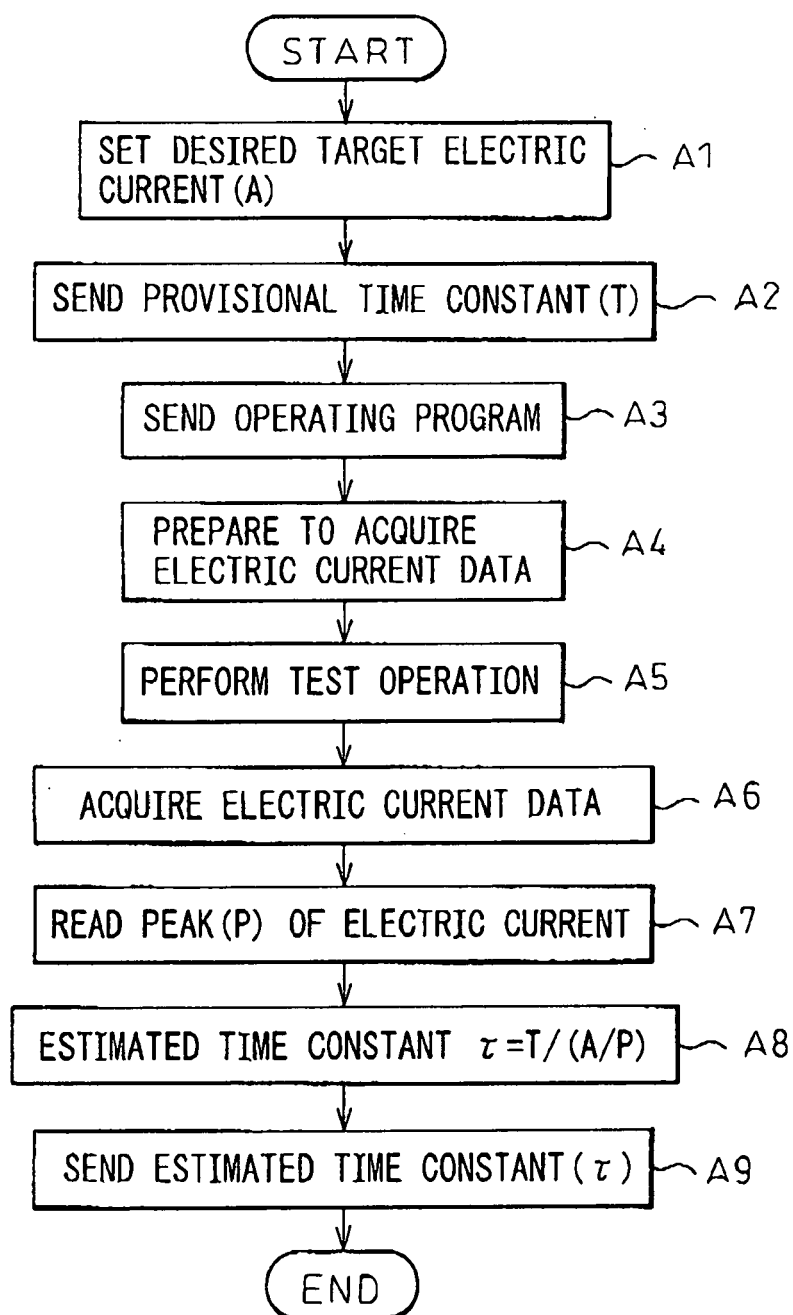 START
SET DESIRED TARGET ELECTRIC
CURRENT(A)
A1
SEND PROVISIONAL TIME CONSTANT(T)
A2
SEND OPERATING PROGRAM
A3
PREPARE TO ACQUIRE
ELECTRIC CURRENT DATA
A4
PERFORM TEST OPERATION
A5
ACQUIRE ELECTRIC CURRENT DATA
A6
READ PEAK(P) OF ELECTRIC CURRENT
A7
ESTIMATED TIME CONSTANT τ=T/(A/P)
A8
SEND ESTIMATED TIME CONSTANT(τ)
A9
END